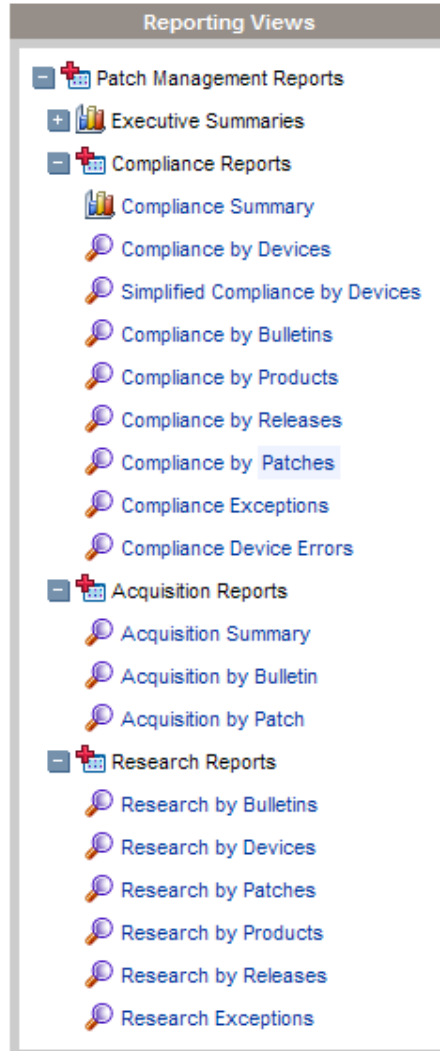 Reporting Views
Patch Management Reports
Executive Summaries
Compliance Reports
Compliance Summary
Compliance by Devices
Simplified Compliance by Devices
Compliance by Bulletins
Compliance by Products
Compliance by Releases
Compliance by Patches
Compliance Exceptions
Compliance Device Errors
Acquisition Reports
Acquisition Summary
Acquisition by Bulletin
Acquisition by Patch
Research Reports
Research by Bulletins
Research by Devices
Research by Patches
Research by Products
Research by Releases
Research Exceptions